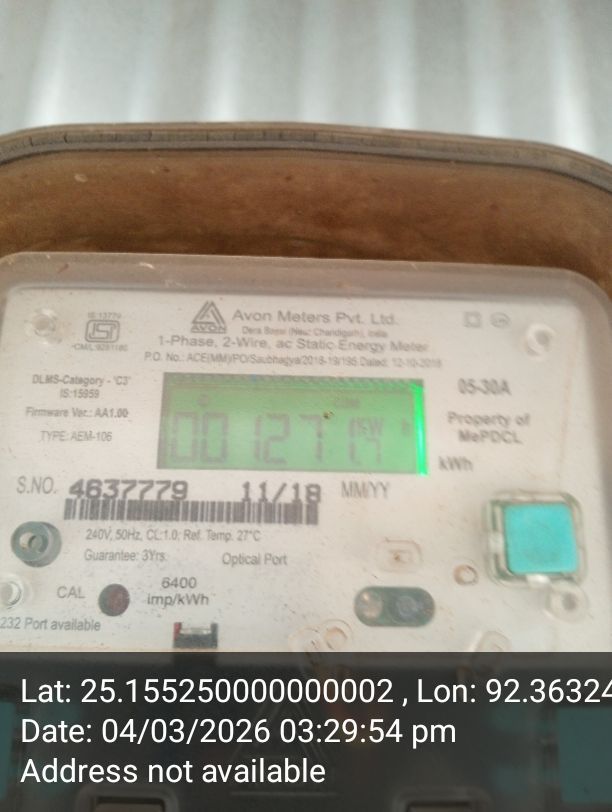 IS:13779
ISI
CM/L-9251180
AVON
Avon Meters Pvt. Ltd.
Dera Bassi (Near Chandigarh), India
1-Phase, 2-Wire, ac Static Energy Meter
P.O. No.: ACE(MM)/PO/Saubhagya/2018-19/195 Dated: 12-10-2018
DLMS-Category - 'C3'
IS:15959
Firmware Ver.: AA1.00
TYPE: AEM-106
05-30A
Property of
MePDCL
kWh
S.NO. 4637779 11/18 MM/YY
240V, 50Hz, CL:1.0, Ref. Temp. 27°C
Guarantee: 3Yrs. Optical Port
CAL
6400
imp/kWh
232 Port available
Lat: 25.155250000000002 , Lon: 92.36324
Date: 04/03/2026 03:29:54 pm
Address not available